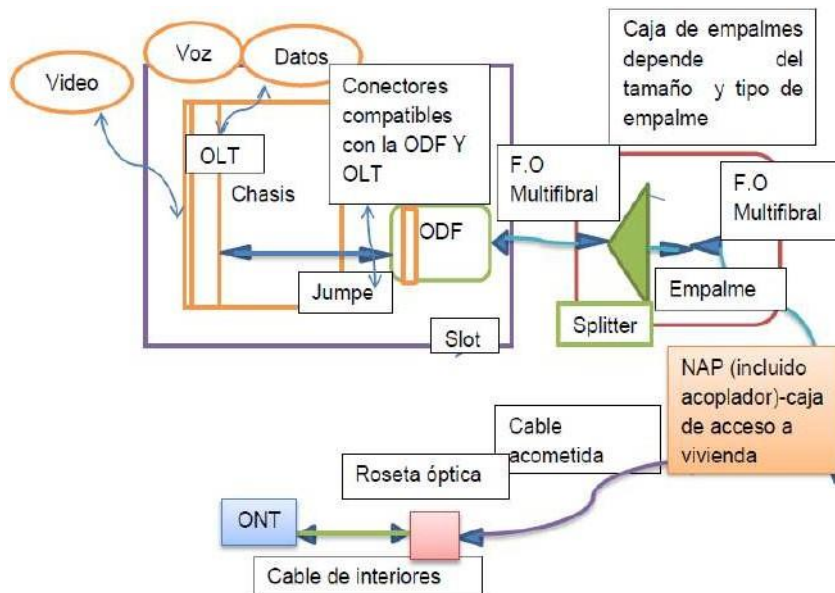 Video
Voz
Datos
OLT
Chasis
Conectores
compatibles
con la ODF Y
OLT
ODF
Jumpe
Slot
Caja de empalmes
depende del
tamaño y tipo de
empalme
F.O
Multifibral
F.O
Multifibral
Splitter
Empalme
NAP (incluido
acoplador)-caja
de acceso a
vivienda
Cable
acometida
Roseta óptica
ONT
Cable de interiores